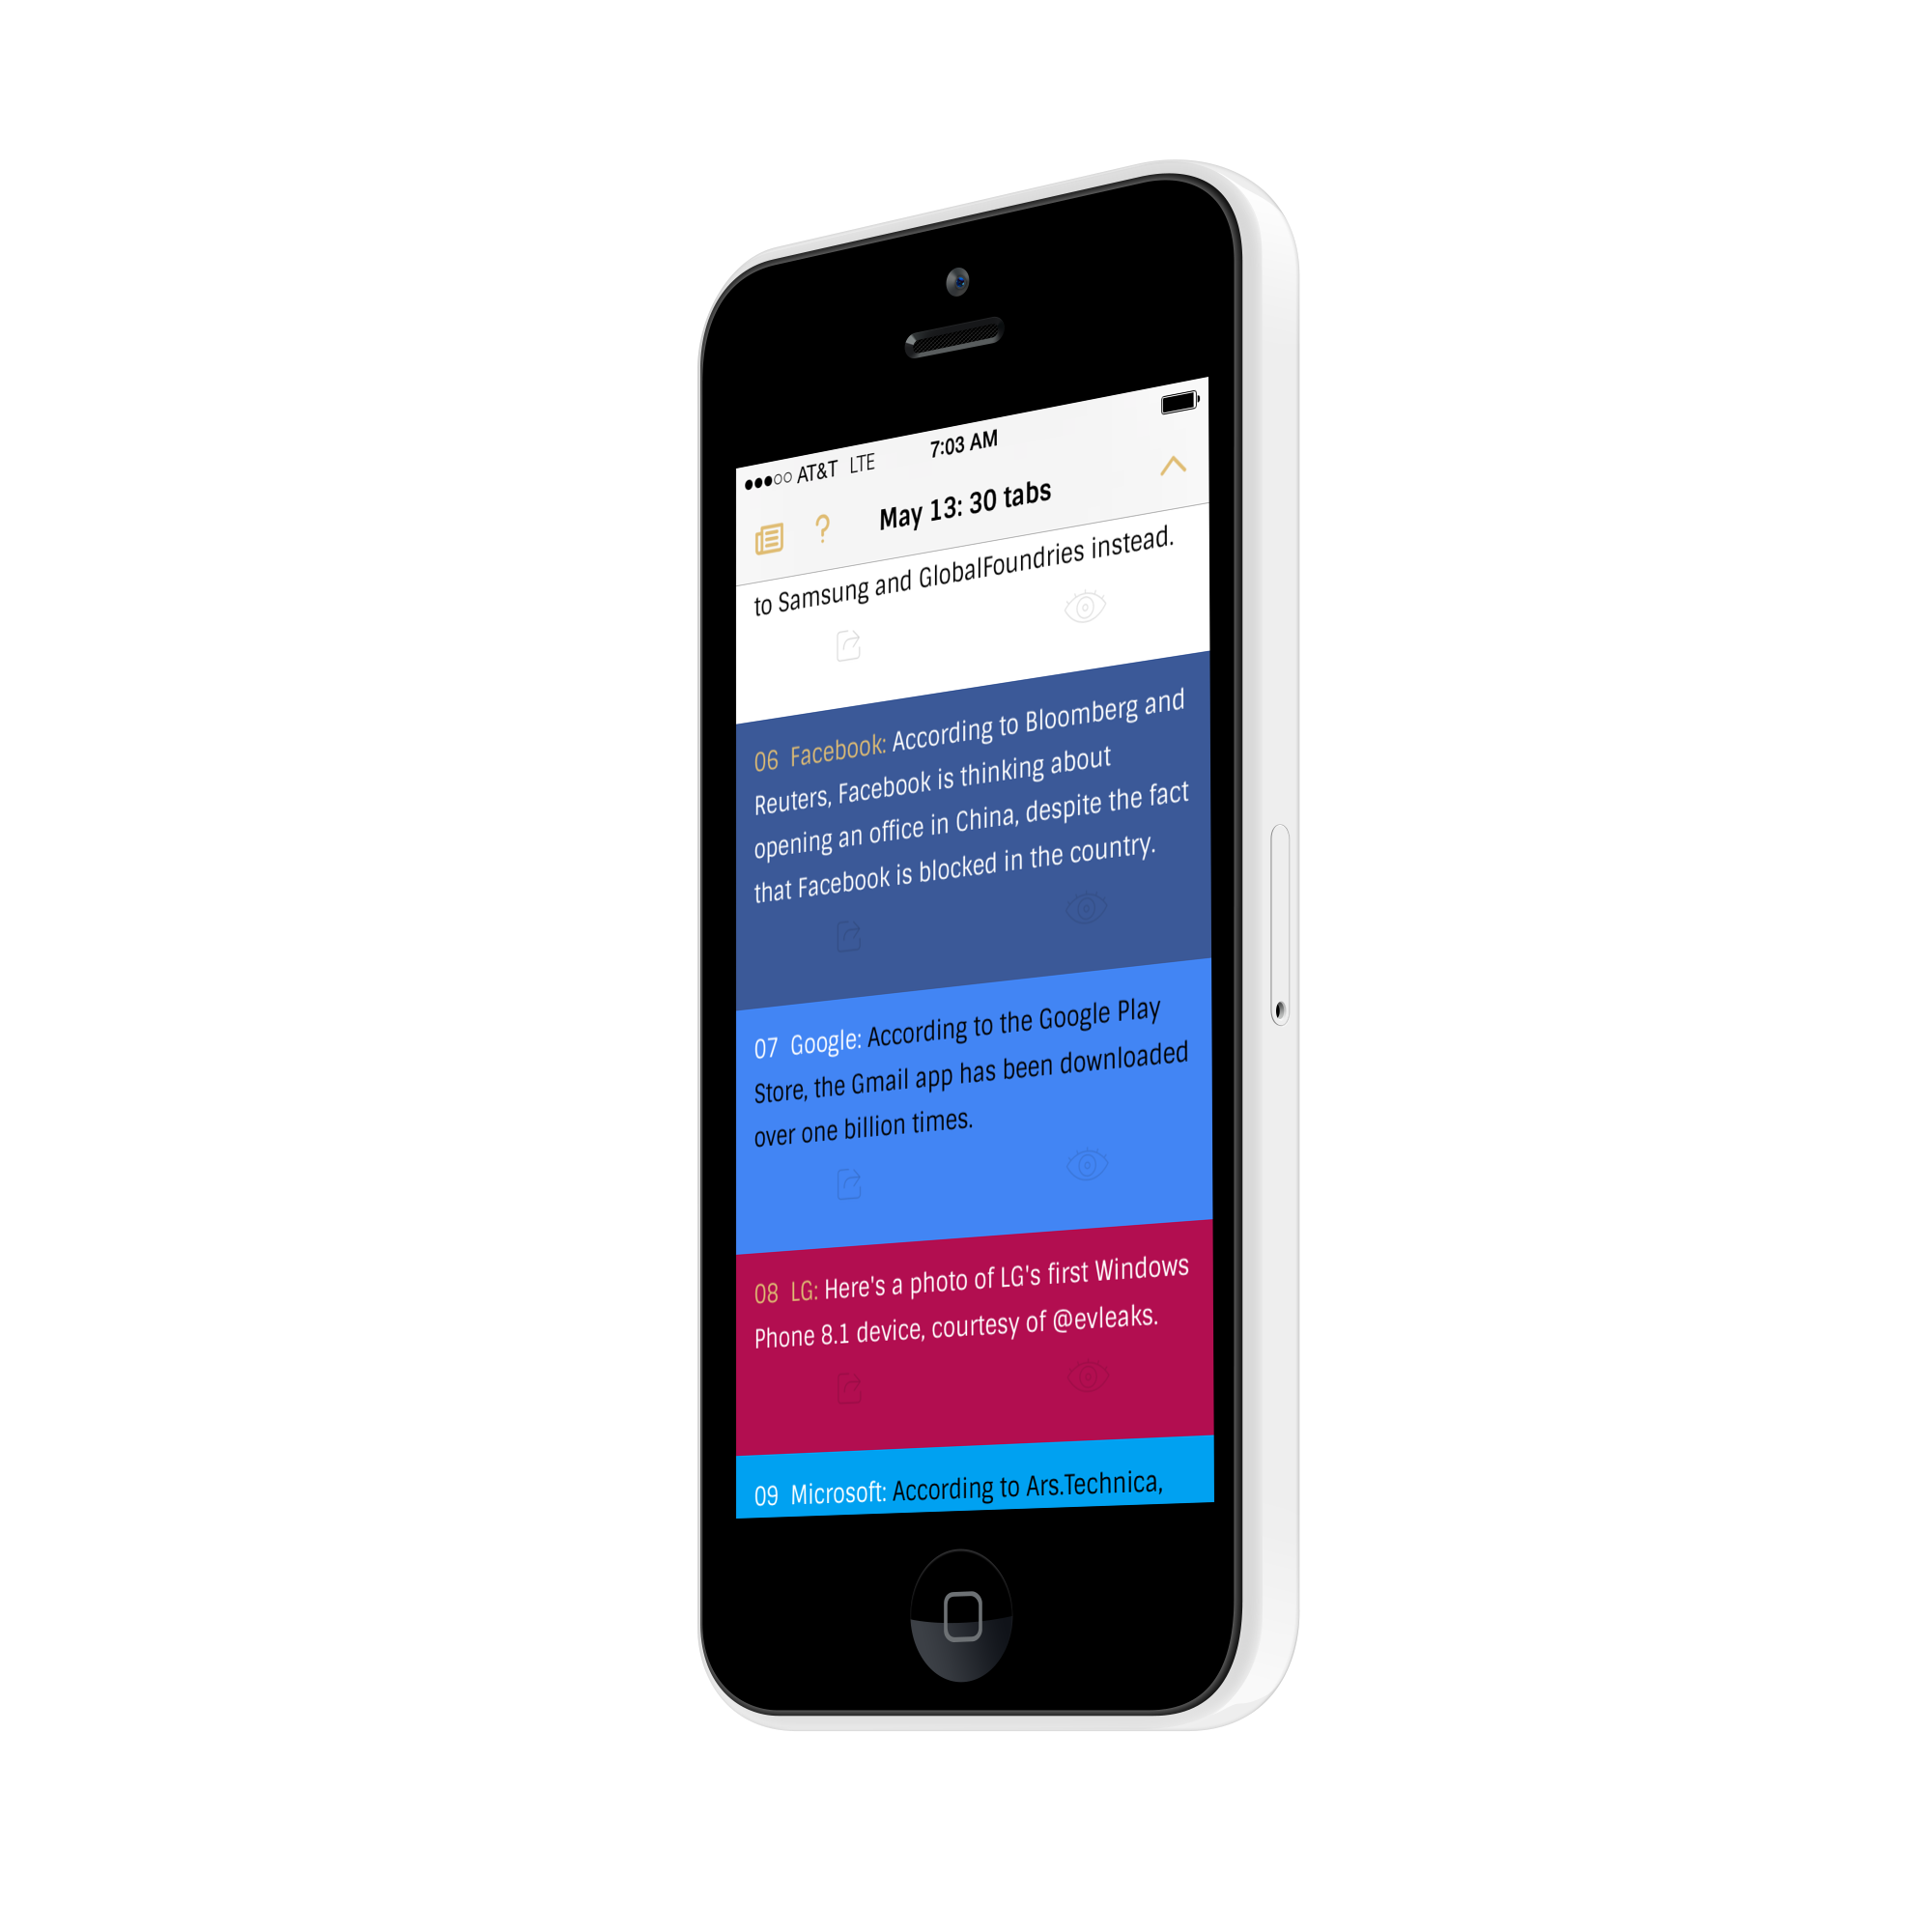 AT&T LTE 7:03 AM
May 13: 30 tabs
to Samsung and GlobalFoundries instead.
06 Facebook: According to Bloomberg and
Reuters, Facebook is thinking about
opening an office in China, despite the fact
that Facebook is blocked in the country.
07 Google: According to the Google Play
Store, the Gmail app has been downloaded
over one billion times.
08 LG: Here's a photo of LG's first Windows
Phone 8.1 device, courtesy of @evleaks.
09 Microsoft: According to Ars.Technica,